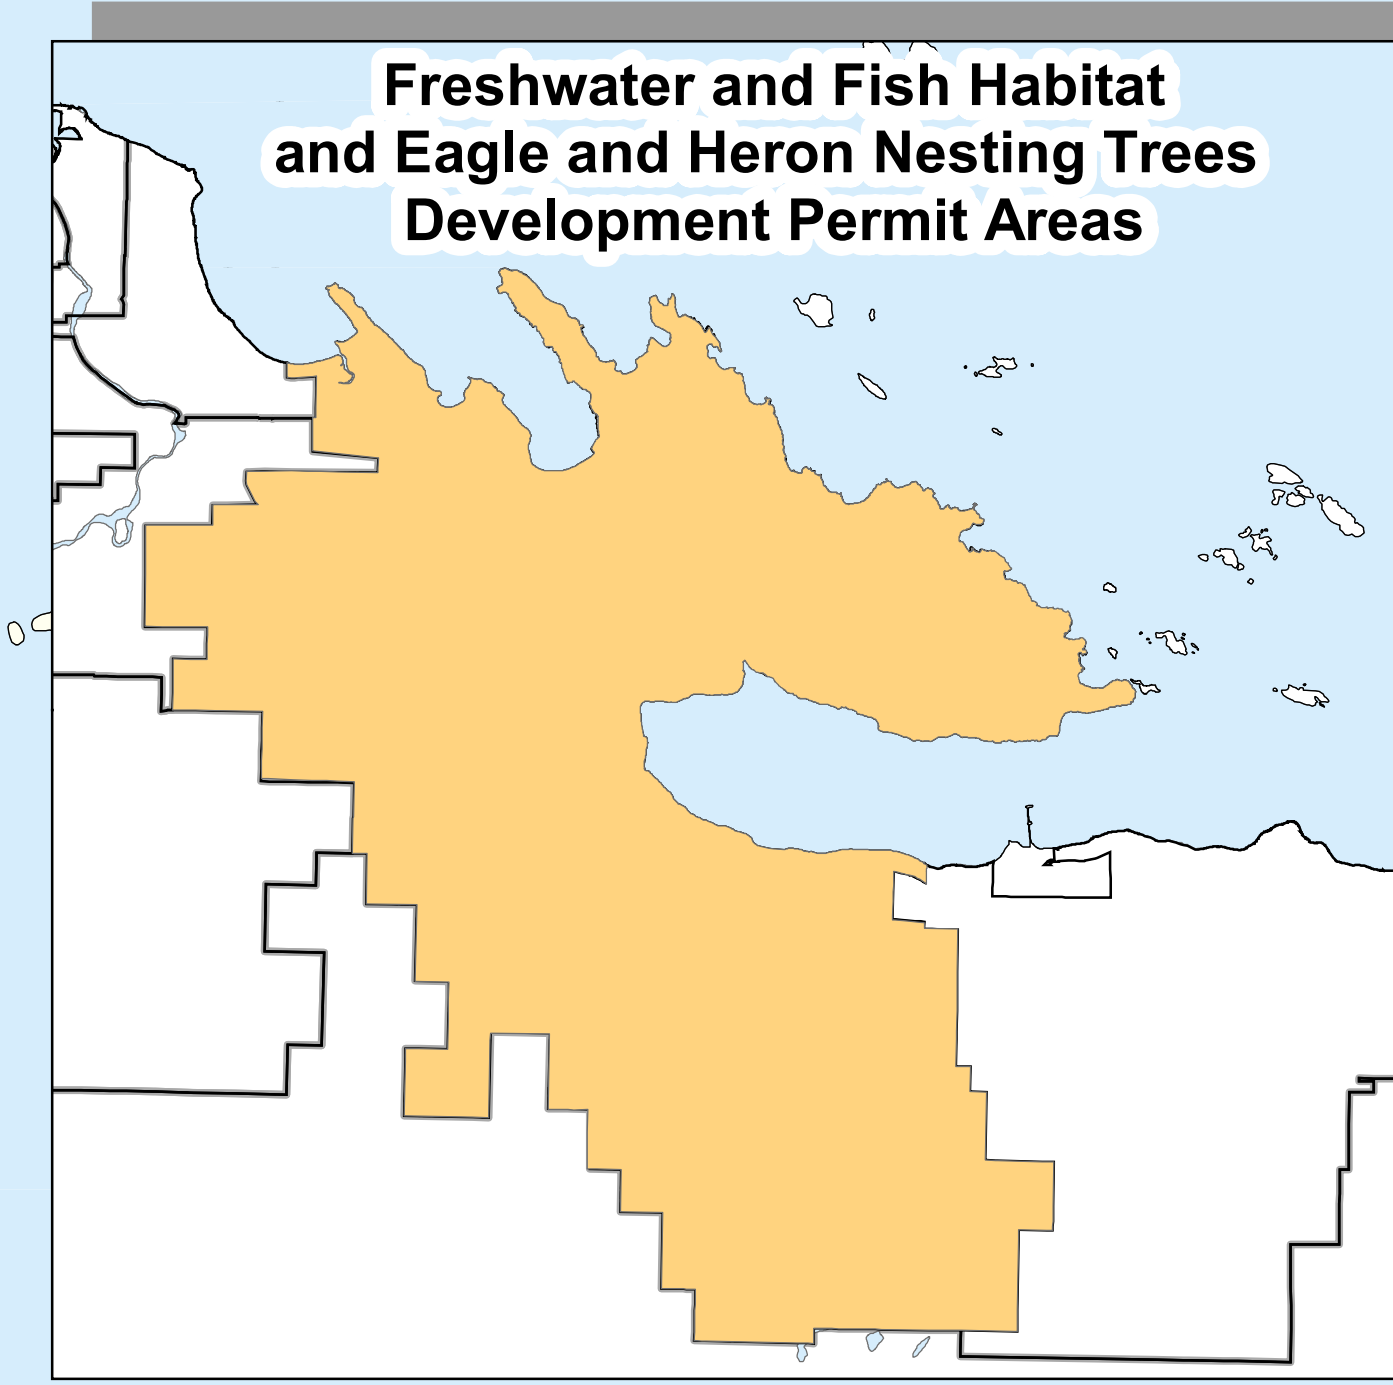 Freshwater and Fish Habitat
and Eagle and Heron Nesting Trees
Development Permit Areas